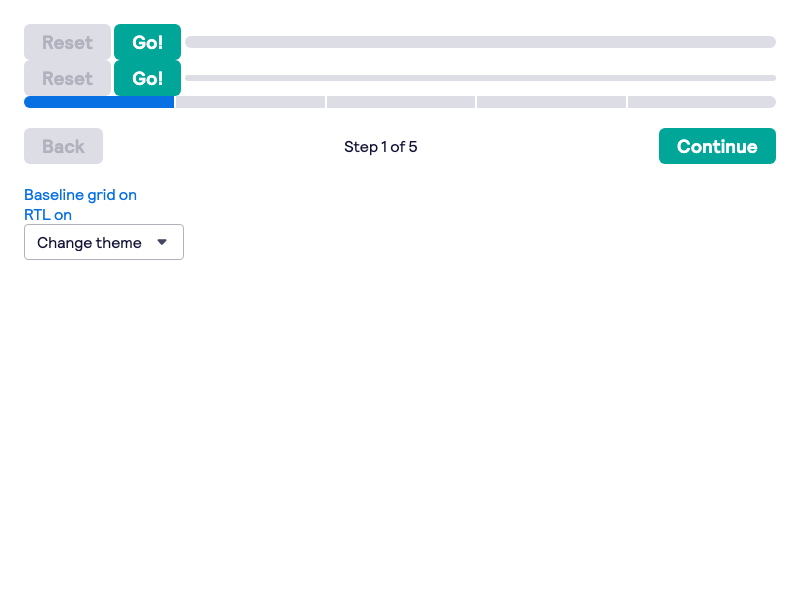 Reset Go!
Reset Go!
Back Step 1 of 5 Continue
Baseline grid on
RTL on
Change theme